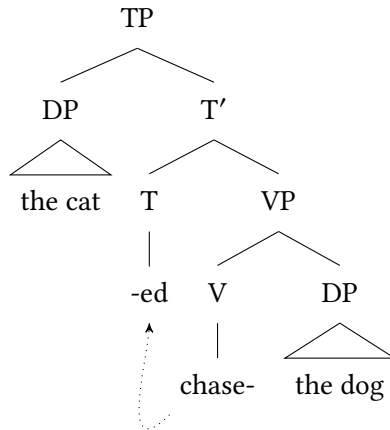 TP
DP T′
the cat T VP
-ed V DP
chase- the dog